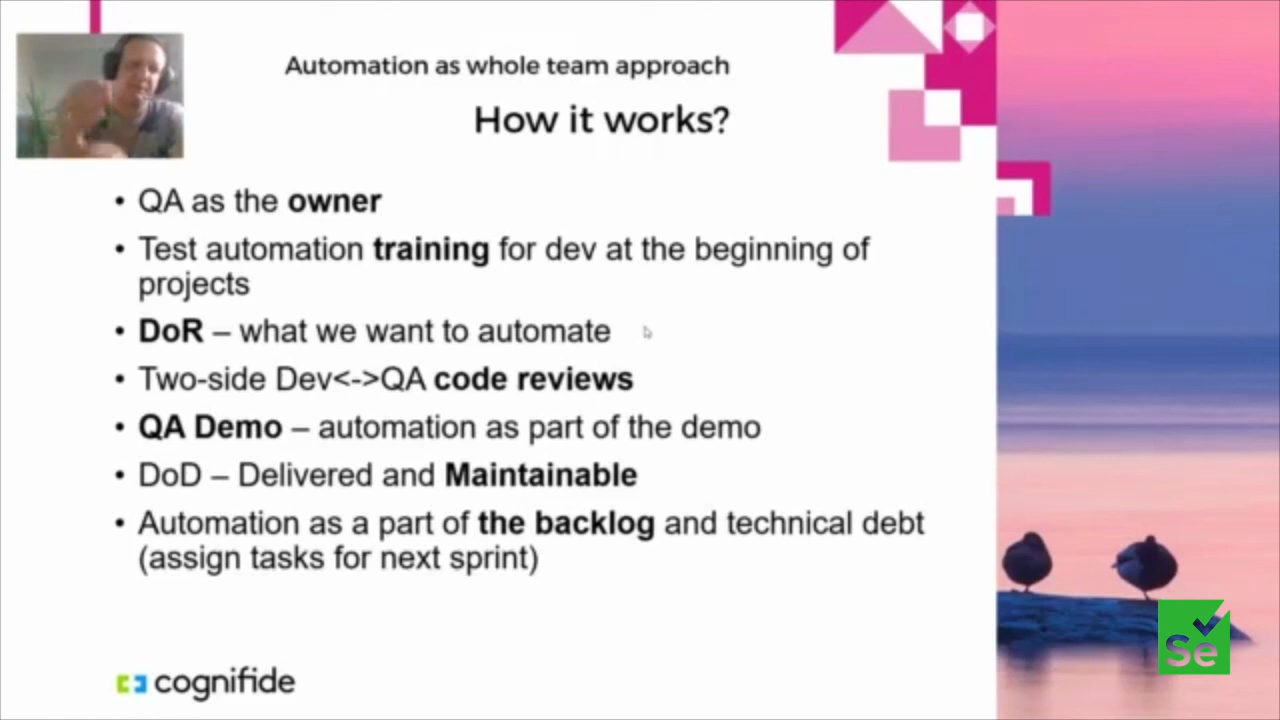 Automation as whole team approach
How it works?
• QA as the owner
• Test automation training for dev at the beginning of
projects
• DoR – what we want to automate
• Two-side Dev<->QA code reviews
• QA Demo – automation as part of the demo
• DoD – Delivered and Maintainable
• Automation as a part of the backlog and technical debt
(assign tasks for next sprint)
cognifide
Se